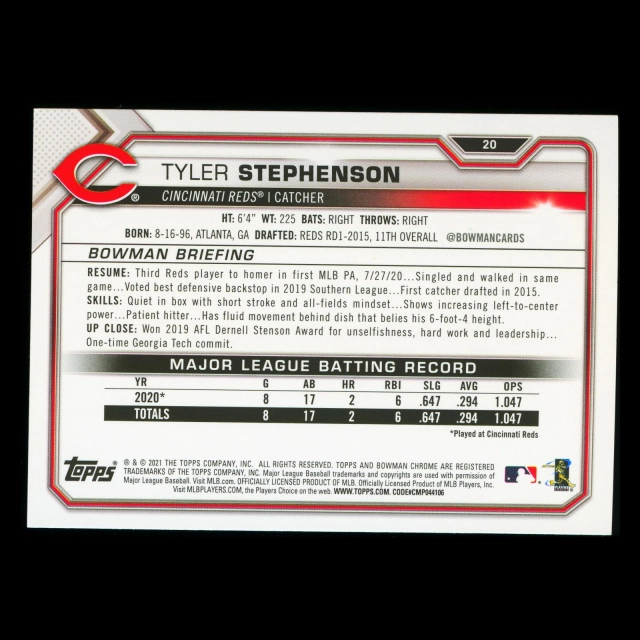 20
TYLER STEPHENSON
CINCINNATI REDS® | CATCHER
HT: 6'4" WT: 225 BATS: RIGHT THROWS: RIGHT
BORN: 8-16-96, ATLANTA, GA DRAFTED: REDS RD1-2015, 11TH OVERALL @BOWMANCARDS
BOWMAN BRIEFING
RESUME: Third Reds player to homer in first MLB PA, 7/27/20...Singled and walked in same
game...Voted best defensive backstop in 2019 Southern League...First catcher drafted in 2015.
SKILLS: Quiet in box with short stroke and all-fields mindset...Shows increasing left-to-center
power...Patient hitter...Has fluid movement behind dish that belies his 6-foot-4 height.
UP CLOSE: Won 2019 AFL Dernell Stenson Award for unselfishness, hard work and leadership...
One-time Georgia Tech commit.
MAJOR LEAGUE BATTING RECORD
YR G AB HR RBI SLG AVG OPS
2020* 8 17 2 6 .647 .294 1.047
TOTALS 8 17 2 6 .647 .294 1.047
*Played at Cincinnati Reds
Topps
® & © 2021 THE TOPPS COMPANY, INC. ALL RIGHTS RESERVED. TOPPS AND BOWMAN CHROME ARE REGISTERED
TRADEMARKS OF THE TOPPS COMPANY, INC. Major League Baseball trademarks and copyrights are used with permission of
Major League Baseball. Visit MLB.com. OFFICIALLY LICENSED PRODUCT OF MLB. Officially Licensed Product of MLB Players, Inc.
Visit MLBPLAYERS.COM, the Players Choice on the web. WWW.TOPPS.COM. CODE#CMP044106